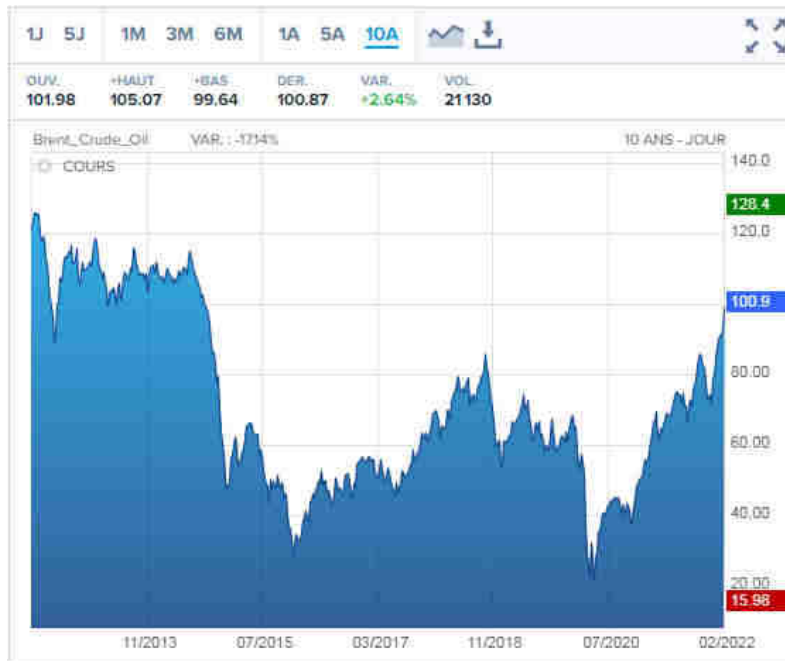 1J 5J 1M 3M 6M 1A 5A 10A
OUV. +HAUT +BAS DER. VAR. VOL.
101.98 105.07 99.64 100.87 +2.64% 21130
Brent_Crude_Oil VAR. : -17.14% 10 ANS - JOUR
COURS
140.0
128.4
120.0
100.9
80.00
60.00
40.00
20.00
15.98
11/2013 07/2015 03/2017 11/2018 07/2020 02/2022